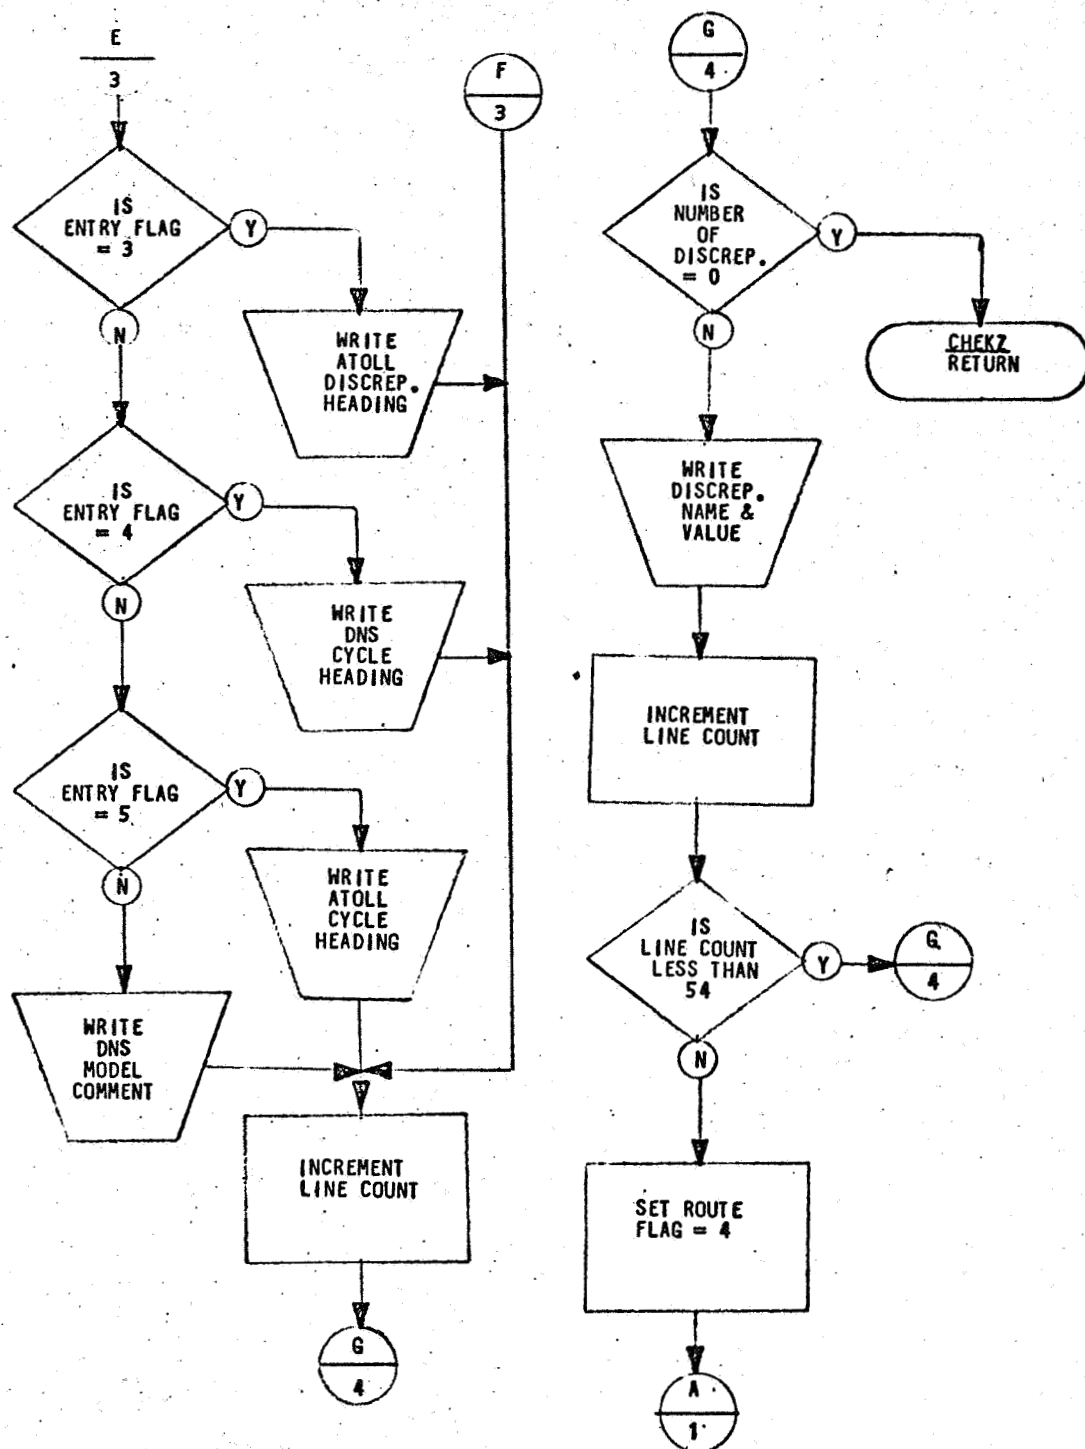 E
3
IS
ENTRY FLAG
= 3
Y
N
WRITE
ATOLL
DISCREP.
HEADING
IS
ENTRY FLAG
= 4
Y
N
WRITE
DNS
CYCLE
HEADING
IS
ENTRY FLAG
= 5
Y
N
WRITE
ATOLL
CYCLE
HEADING
WRITE
DNS
MODEL
COMMENT
INCREMENT
LINE COUNT
G
4
F
3
G
4
IS
NUMBER
OF
DISCREP.
= 0
Y
N
CHEKZ
RETURN
WRITE
DISCREP.
NAME &
VALUE
INCREMENT
LINE COUNT
IS
LINE COUNT
LESS THAN
54
Y
G
4
N
SET ROUTE
FLAG = 4
A
1